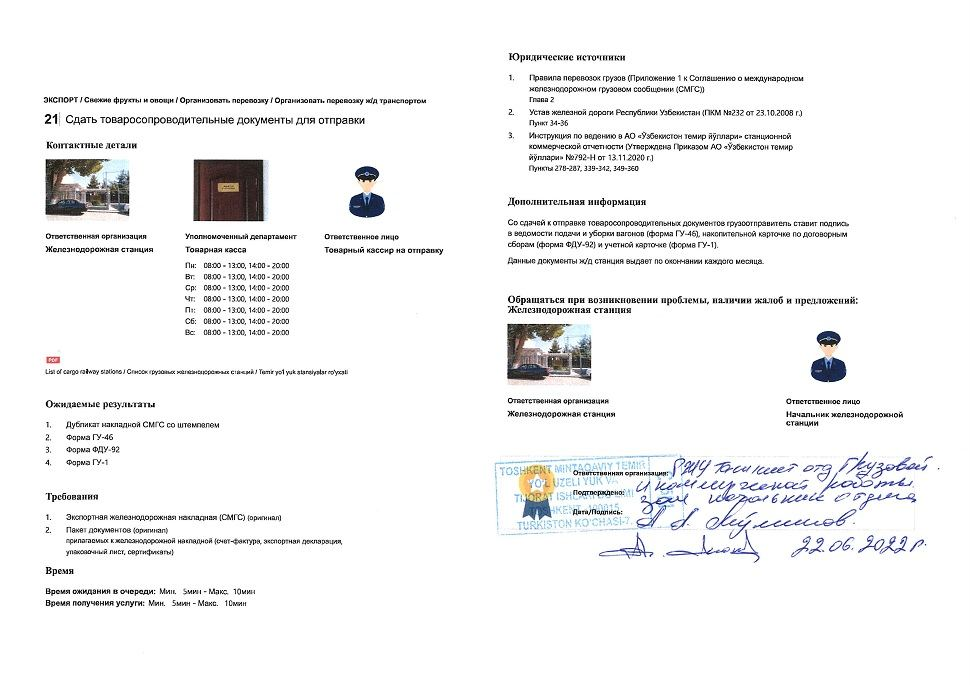 ЭКСПОРТ / Свежие фрукты и овощи / Организовать перевозку / Организовать перевозку ж/д транспортом
21 Сдать товаросопроводительные документы для отправки
Контактные детали
Ответственная организация
Железнодорожная станция
Уполномоченный департамент
Товарная касса
Пн: 08:00 - 13:00, 14:00 - 20:00
Вт: 08:00 - 13:00, 14:00 - 20:00
Ср: 08:00 - 13:00, 14:00 - 20:00
Чт: 08:00 - 13:00, 14:00 - 20:00
Пт: 08:00 - 13:00, 14:00 - 20:00
Сб: 08:00 - 13:00, 14:00 - 20:00
Вс: 08:00 - 13:00, 14:00 - 20:00
Ответственное лицо
Товарный кассир на отправку
PDF
List of cargo railway stations / Список грузовых железнодорожных станций / Temir yo'l yuk stansiyalar ro'yxati
Ожидаемые результаты
1. Дубликат накладной СМГС со штемпелем
2. Форма ГУ-46
3. Форма ФДУ-92
4. Форма ГУ-1
Требования
1. Экспортная железнодорожная накладная (СМГС) (оригинал)
2. Пакет документов (оригинал)
прилагаемых к железнодорожной накладной (счет-фактура, экспортная декларация,
упаковочный лист, сертификаты)
Время
Время ожидания в очереди: Мин. 5мин - Макс. 10мин
Время получения услуги: Мин. 5мин - Макс. 10мин
Юридические источники
1. Правила перевозок грузов (Приложение 1 к Соглашению о международном
железнодорожном грузовом сообщении (СМГС))
Глава 2
2. Устав железной дороги Республики Узбекистан (ПКМ №232 от 23.10.2008 г.)
Пункт 34-36
3. Инструкция по ведению в АО «Ўзбекистон темир йўллари» станционной
коммерческой отчетности (Утверждена Приказом АО «Ўзбекистон темир
йўллари» №792-Н от 13.11.2020 г.)
Пункты 278-287, 339-342, 349-360
Дополнительная информация
Со сдачей к отправке товаросопроводительных документов грузоотправитель ставит подпись
в ведомости подачи и уборки вагонов (форма ГУ-46), накопительной карточке по договорным
сборам (форма ФДУ-92) и учетной карточке (форма ГУ-1).
Данные документы ж/д станция выдает по окончании каждого месяца.
Обращаться при возникновении проблемы, наличии жалоб и предложений:
Железнодорожная станция
Ответственная организация
Железнодорожная станция
Ответственное лицо
Начальник железнодорожной
станции
TOSHKENT MINTAQAVIY TEMIR
YO'L UZELI YUK VA
TIJORAT ISHLARI
TURKISTON KO'CHASI-7
Ответственная организация: РЖУ Ташкент отд Грузовой
Подтверждено: и коммерческой работы
зам начальник отдела
Дата/Подпись: А. А. Мўминов.
22.06.2022г.